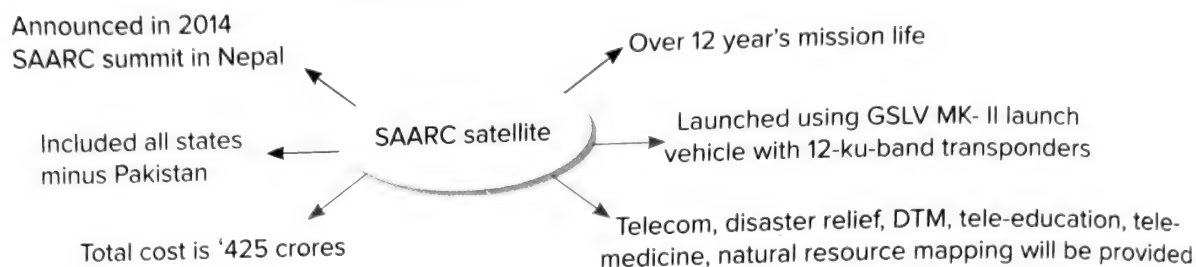 Announced in 2014
SAARC summit in Nepal
Over 12 year's mission life
SAARC satellite
Included all states
minus Pakistan
Launched using GSLV MK- II launch
vehicle with 12-ku-band transponders
Total cost is '425 crores
Telecom, disaster relief, DTM, tele-education, tele-
medicine, natural resource mapping will be provided